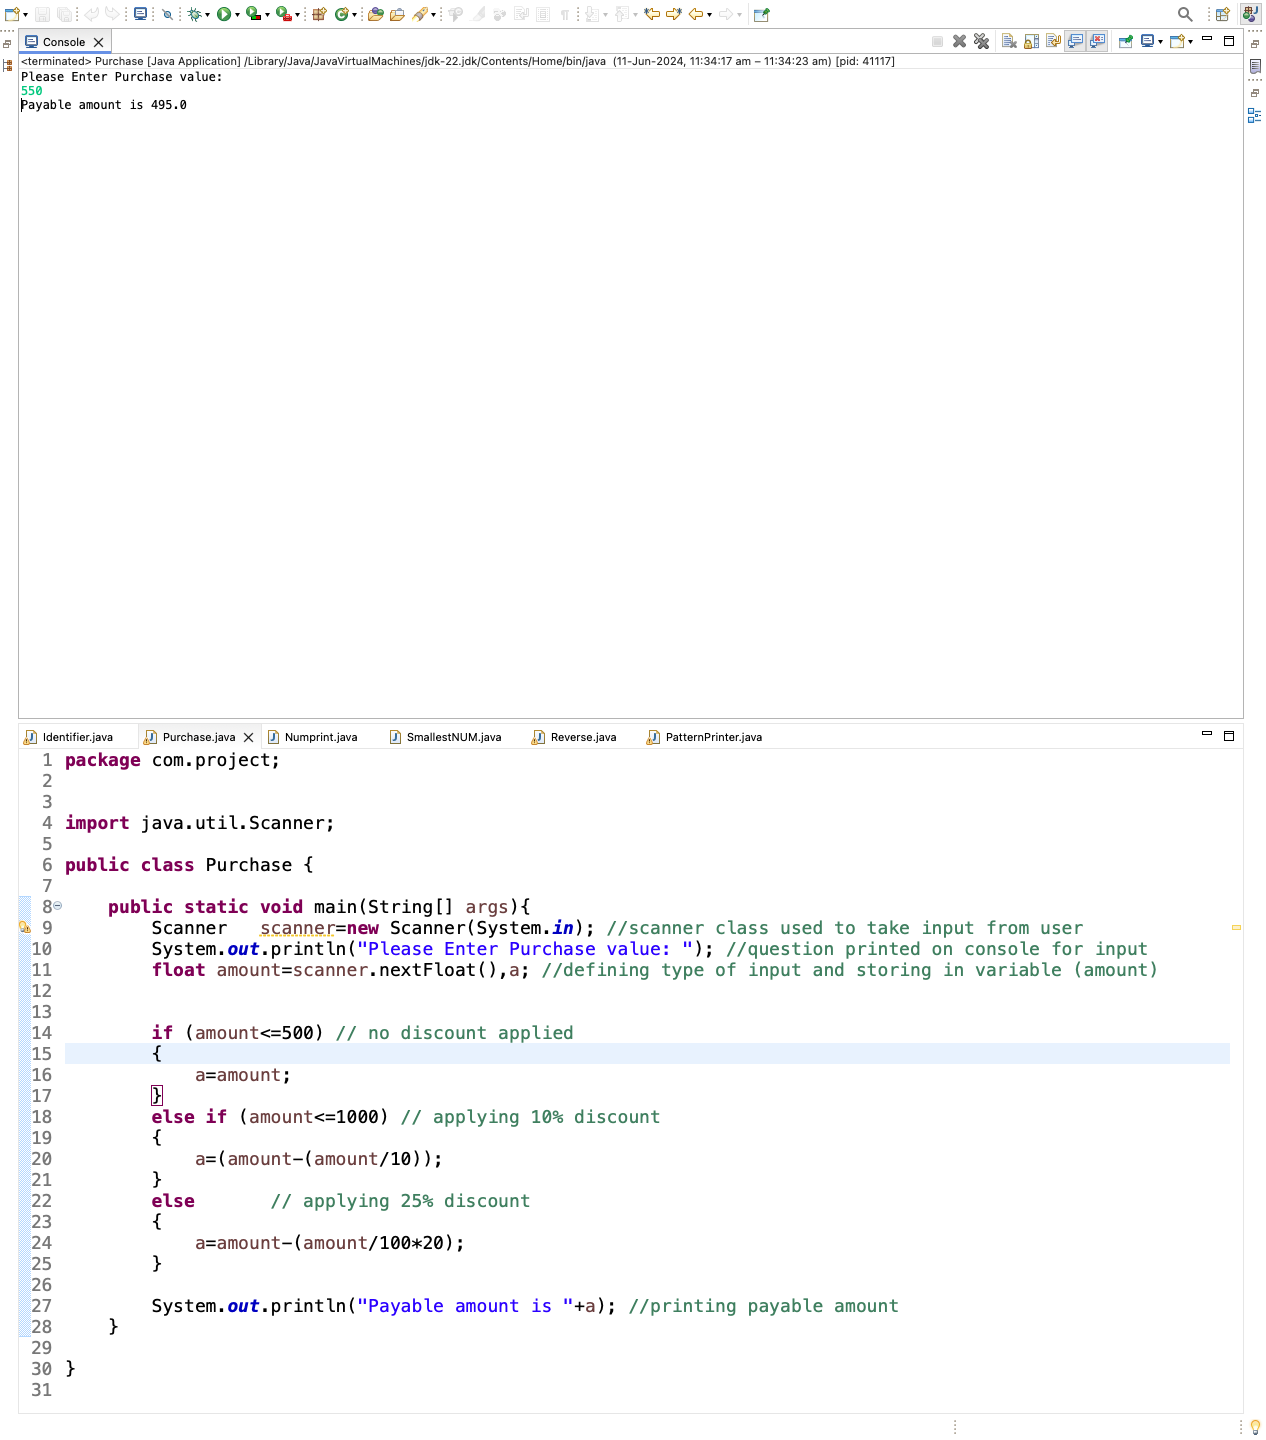 Console
<terminated> Purchase [Java Application] /Library/Java/JavaVirtualMachines/jdk-22.jdk/Contents/Home/bin/java  (11-Jun-2024, 11:34:17 am – 11:34:23 am) [pid: 41117]
Please Enter Purchase value:
550
Payable amount is 495.0
Identifier.java Purchase.java Numprint.java SmallestNUM.java Reverse.java PatternPrinter.java
1 package com.project;
2
3
4 import java.util.Scanner;
5
6 public class Purchase {
7
8     public static void main(String[] args){
9         Scanner   scanner=new Scanner(System.in); //scanner class used to take input from user
10         System.out.println("Please Enter Purchase value: "); //question printed on console for input
11         float amount=scanner.nextFloat(),a; //defining type of input and storing in variable (amount)
12
13
14         if (amount<=500) // no discount applied
15         {
16             a=amount;
17         }
18         else if (amount<=1000) // applying 10% discount
19         {
20             a=(amount-(amount/10));
21         }
22         else       // applying 25% discount
23         {
24             a=amount-(amount/100*20);
25         }
26
27         System.out.println("Payable amount is "+a); //printing payable amount
28     }
29
30 }
31